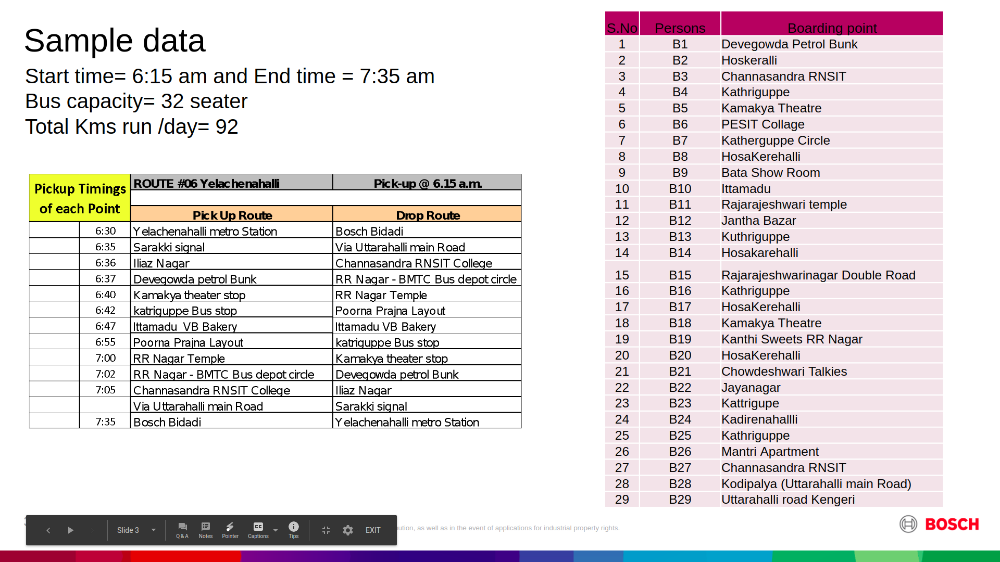 Sample data
Start time= 6:15 am and End time = 7:35 am
Bus capacity= 32 seater
Total Kms run /day= 92
Pickup Timings of each Point ROUTE #06 Yelachenahalli Pick-up @ 6.15 a.m.
Pick Up Route Drop Route
6:30 Yelachenahalli metro Station Bosch Bidadi
6:35 Sarakki signal Via Uttarahalli main Road
6:36 Iliaz Nagar Channasandra RNSIT College
6:37 Devegowda petrol Bunk RR Nagar - BMTC Bus depot circle
6:40 Kamakya theater stop RR Nagar Temple
6:42 katriguppe Bus stop Poorna Prajna Layout
6:47 Ittamadu VB Bakery Ittamadu VB Bakery
6:55 Poorna Prajna Layout katriguppe Bus stop
7:00 RR Nagar Temple Kamakya theater stop
7:02 RR Nagar - BMTC Bus depot circle Devegowda petrol Bunk
7:05 Channasandra RNSIT College Iliaz Nagar
Via Uttarahalli main Road Sarakki signal
7:35 Bosch Bidadi Yelachenahalli metro Station
S.No Persons Boarding point
1 B1 Devegowda Petrol Bunk
2 B2 Hoskeralli
3 B3 Channasandra RNSIT
4 B4 Kathriguppe
5 B5 Kamakya Theatre
6 B6 PESIT Collage
7 B7 Katherguppe Circle
8 B8 HosaKerehalli
9 B9 Bata Show Room
10 B10 Ittamadu
11 B11 Rajarajeshwari temple
12 B12 Jantha Bazar
13 B13 Kuthriguppe
14 B14 Hosakarehalli
15 B15 Rajarajeshwarinagar Double Road
16 B16 Kathriguppe
17 B17 HosaKerehalli
18 B18 Kamakya Theatre
19 B19 Kanthi Sweets RR Nagar
20 B20 HosaKerehalli
21 B21 Chowdeshwari Talkies
22 B22 Jayanagar
23 B23 Kattrigupe
24 B24 Kadirenahallli
25 B25 Kathriguppe
26 B26 Mantri Apartment
27 B27 Channasandra RNSIT
28 B28 Kodipalya (Uttarahalli main Road)
29 B29 Uttarahalli road Kengeri
Slide 3 Q & A Notes Pointer Captions Tips EXIT
as well as in the event of applications for industrial property rights.
BOSCH